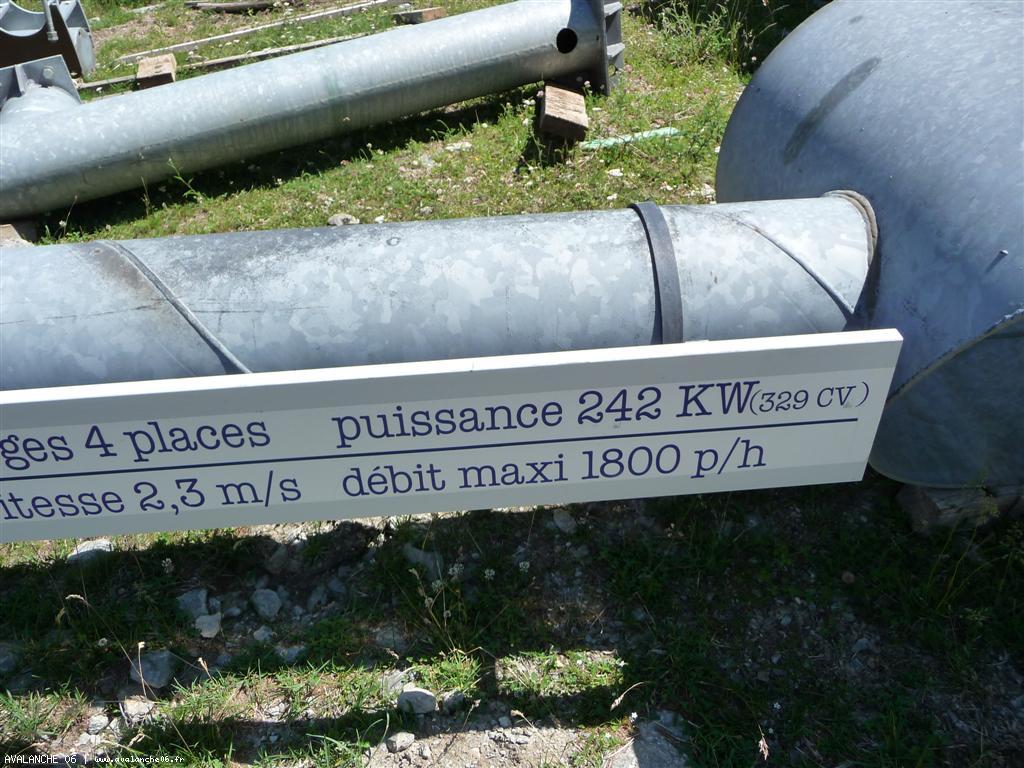 ges 4 places puissance 242 KW (329 CV)
itesse 2,3 m/s débit maxi 1800 p/h
AVALANCHE 06 | www.avalanche06.fr